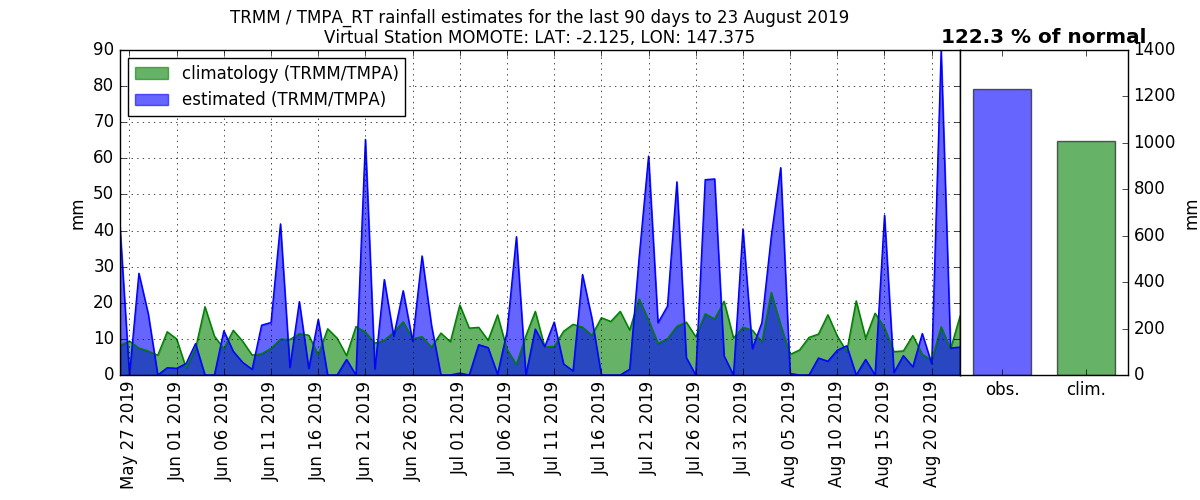 TRMM / TMPA_RT rainfall estimates for the last 90 days to 23 August 2019
Virtual Station MOMOTE: LAT: -2.125, LON: 147.375
122.3 % of normal
climatology (TRMM/TMPA)
estimated (TRMM/TMPA)
mm
90
80
70
60
50
40
30
20
10
0
May 27 2019
Jun 01 2019
Jun 06 2019
Jun 11 2019
Jun 16 2019
Jun 21 2019
Jun 26 2019
Jul 01 2019
Jul 06 2019
Jul 11 2019
Jul 16 2019
Jul 21 2019
Jul 26 2019
Jul 31 2019
Aug 05 2019
Aug 10 2019
Aug 15 2019
Aug 20 2019
obs.
clim.
1400
1200
1000
800
600
400
200
0
mm